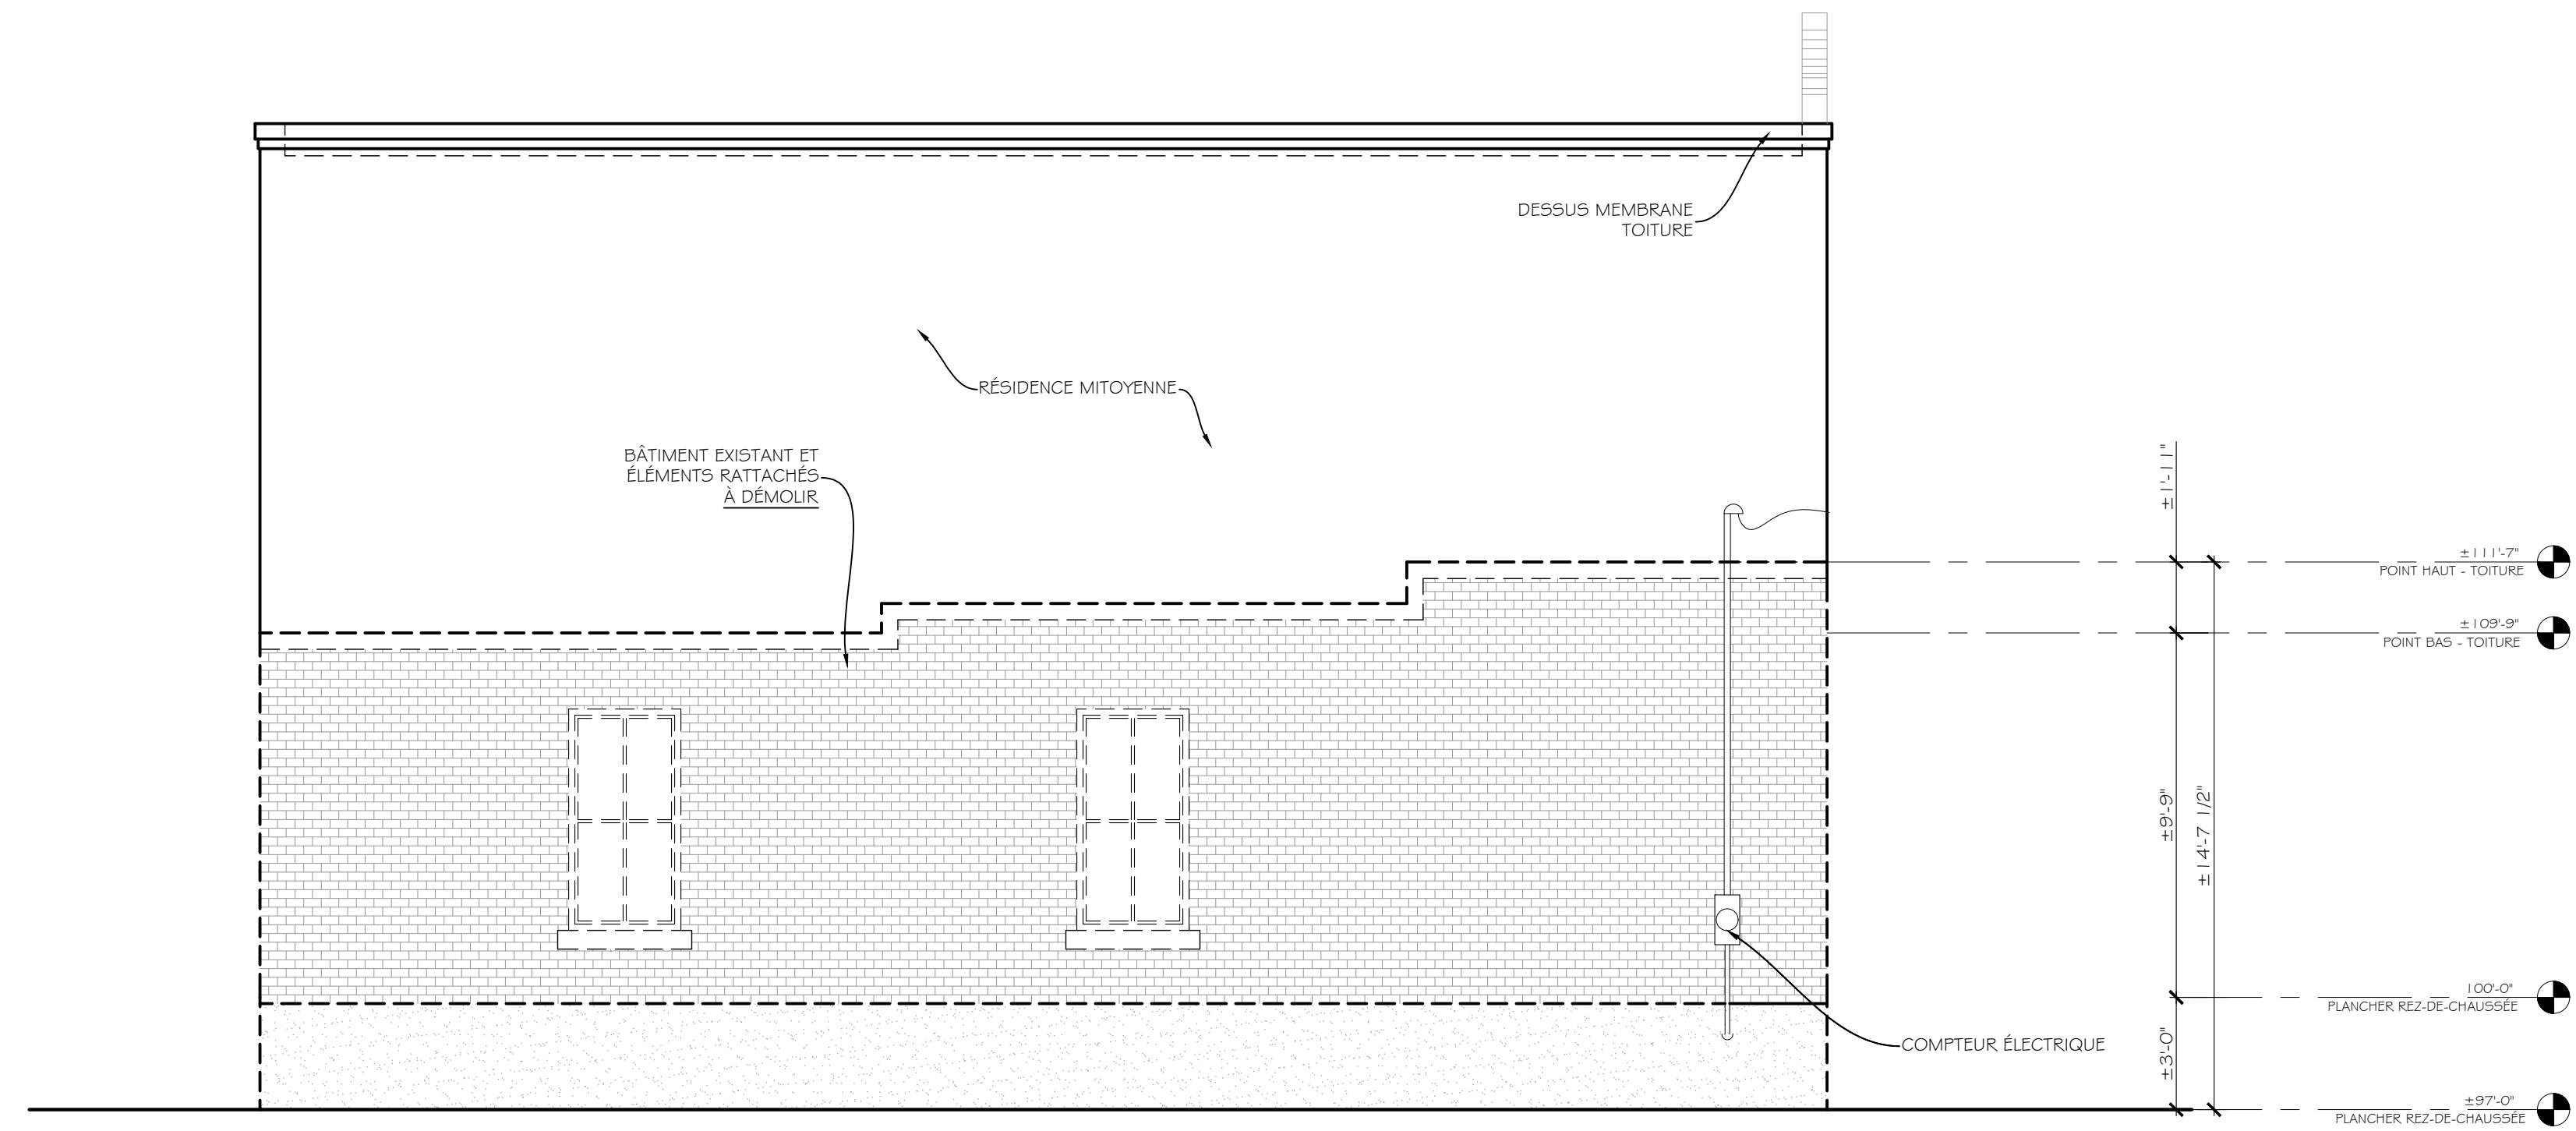 DESSUS MEMBRANE
TOITURE
RÉSIDENCE MITOYENNE
BÂTIMENT EXISTANT ET
ÉLÉMENTS RATTACHÉS
À DÉMOLIR
±1'-11"
±111'-7"
POINT HAUT - TOITURE
±109'-9"
POINT BAS - TOITURE
±9'-9"
±14'-7 1/2"
100'-0"
PLANCHER REZ-DE-CHAUSSÉE
COMPTEUR ÉLECTRIQUE
±3'-0"
±97'-0"
PLANCHER REZ-DE-CHAUSSÉE